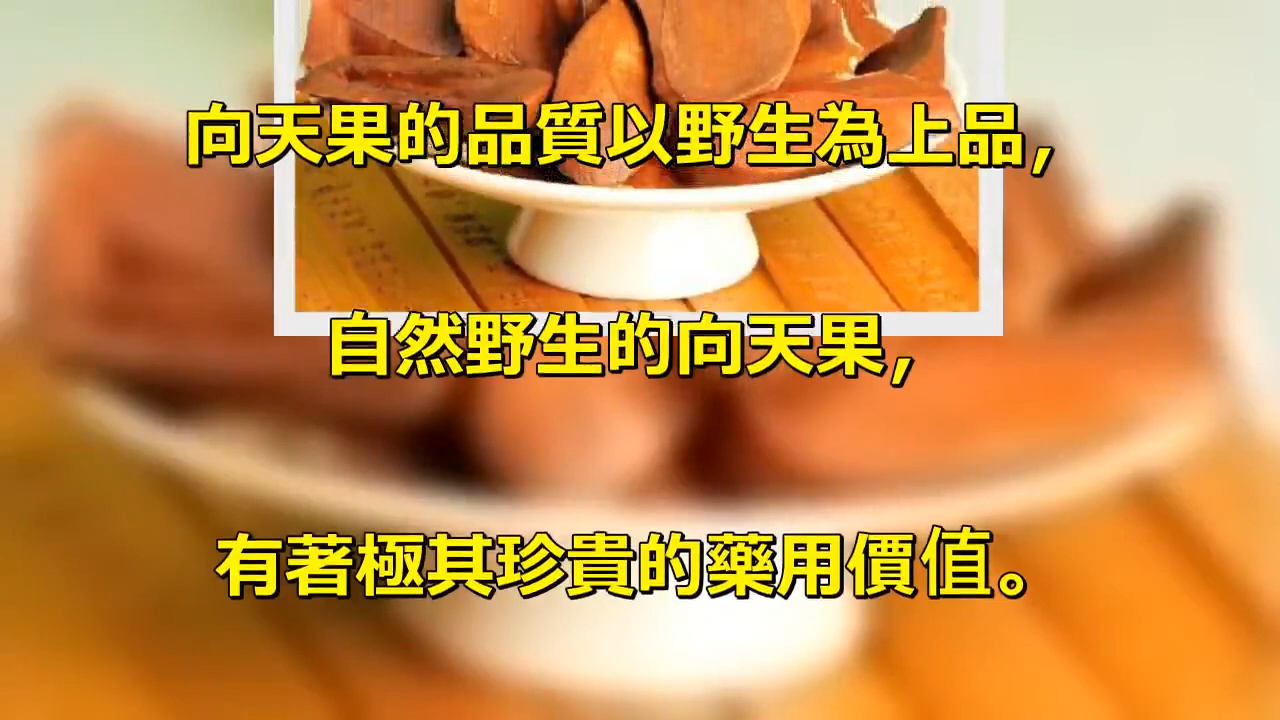 向天果的品質以野生為上品，
自然野生的向天果，
有著極其珍貴的藥用價值。